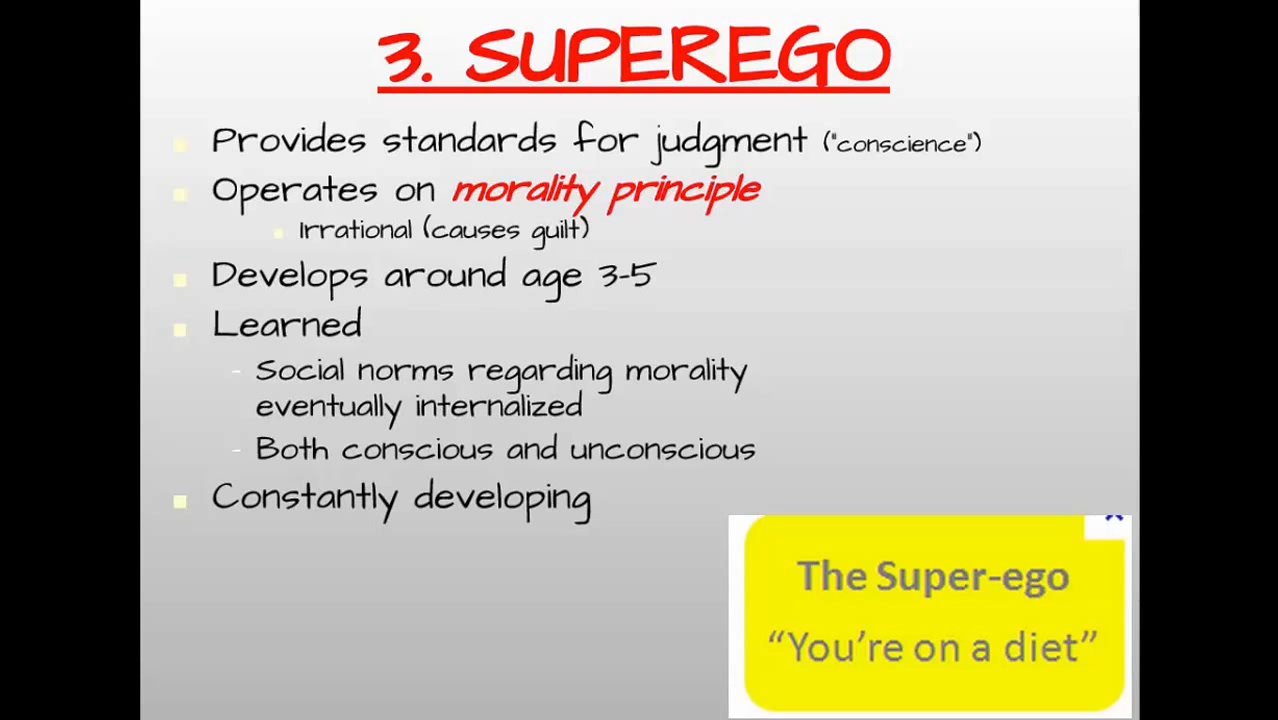 3. SUPEREGO
Provides standards for judgment ("conscience")
Operates on morality principle
Irrational (causes guilt)
Develops around age 3-5
Learned
- Social norms regarding morality
eventually internalized
- Both conscious and unconscious
Constantly developing
The Super-ego
“You’re on a diet”